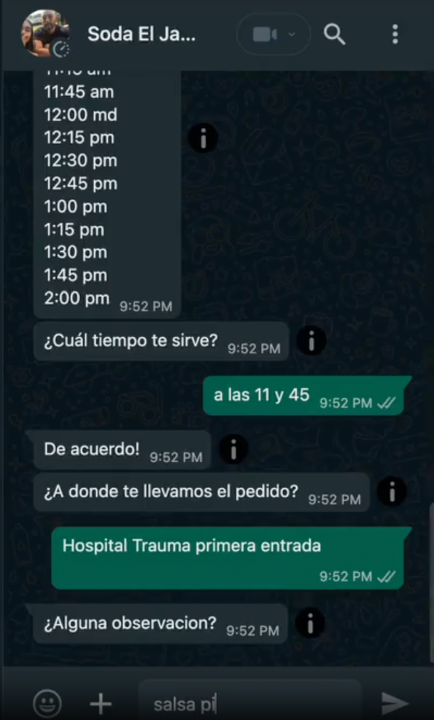 Soda El Ja...
11:15 am
11:45 am
12:00 md
12:15 pm
12:30 pm
12:45 pm
1:00 pm
1:15 pm
1:30 pm
1:45 pm
2:00 pm 9:52 PM
¿Cuál tiempo te sirve? 9:52 PM
a las 11 y 45 9:52 PM
De acuerdo! 9:52 PM
¿A donde te llevamos el pedido? 9:52 PM
Hospital Trauma primera entrada
9:52 PM
¿Alguna observacion? 9:52 PM
salsa pi